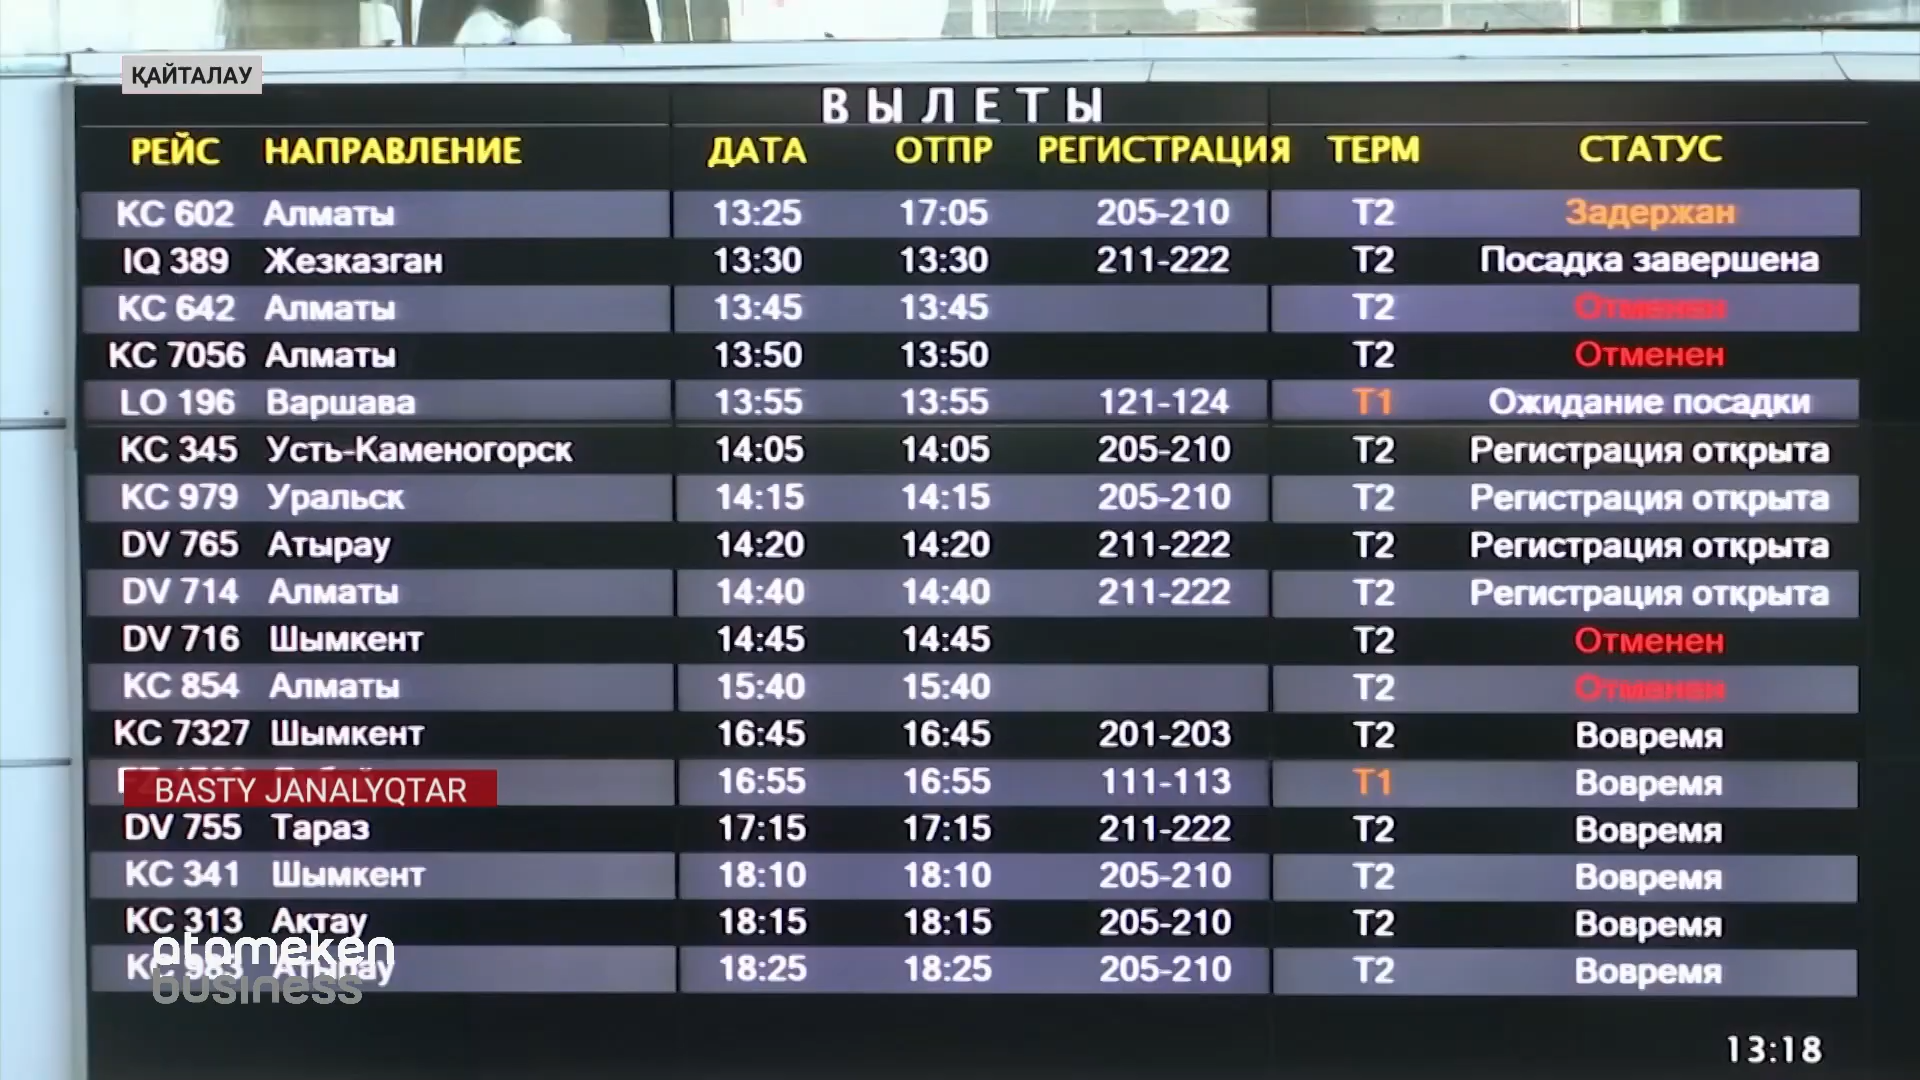 ҚАЙТАЛАУ
ВЫЛЕТЫ
РЕЙС НАПРАВЛЕНИЕ ДАТА ОТПР РЕГИСТРАЦИЯ ТЕРМ СТАТУС
KC 602 Алматы 13:25 17:05 205-210 T2 Задержан
IQ 389 Жезказган 13:30 13:30 211-222 T2 Посадка завершена
KC 642 Алматы 13:45 13:45 T2 Отменен
KC 7056 Алматы 13:50 13:50 T2 Отменен
LO 196 Варшава 13:55 13:55 121-124 T1 Ожидание посадки
KC 345 Усть-Каменогорск 14:05 14:05 205-210 T2 Регистрация открыта
KC 979 Уральск 14:15 14:15 205-210 T2 Регистрация открыта
DV 765 Атырау 14:20 14:20 211-222 T2 Регистрация открыта
DV 714 Алматы 14:40 14:40 211-222 T2 Регистрация открыта
DV 716 Шымкент 14:45 14:45 T2 Отменен
KC 854 Алматы 15:40 15:40 T2 Отменен
KC 7327 Шымкент 16:45 16:45 201-203 T2 Вовремя
16:55 16:55 111-113 T1 Вовремя
BASTY JANALYQTAR
DV 755 Тараз 17:15 17:15 211-222 T2 Вовремя
KC 341 Шымкент 18:10 18:10 205-210 T2 Вовремя
KC 313 Ақтау 18:15 18:15 205-210 T2 Вовремя
KC 983 Атырау 18:25 18:25 205-210 T2 Вовремя
atameken
business
13:18